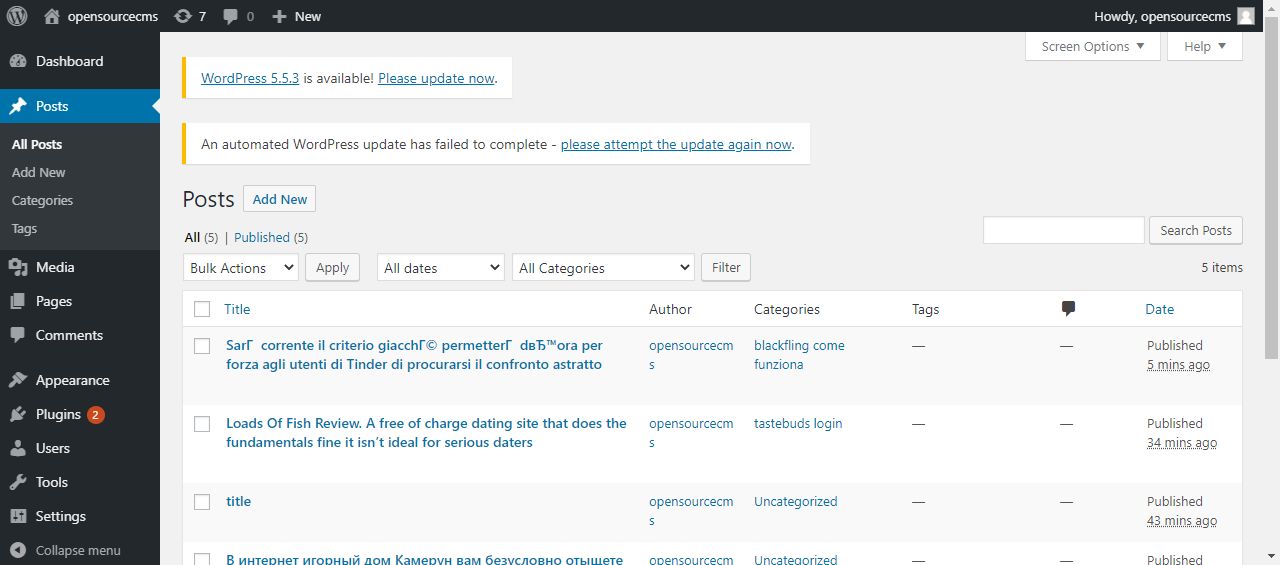 opensourcecms 7 0 New Howdy, opensourcecms
Screen Options Help
Dashboard
Posts
All Posts
Add New
Categories
Tags
Media
Pages
Comments
Appearance
Plugins 2
Users
Tools
Settings
Collapse menu
WordPress 5.5.3 is available! Please update now.
An automated WordPress update has failed to complete - please attempt the update again now.
Posts Add New
All (5) | Published (5)
Search Posts
Bulk Actions Apply All dates All Categories Filter 5 items
Title Author Categories Tags Date
SarГ corrente il criterio giacchГ© permetterГ dвЂ™ora per opensourcecm blackfling come — — Published
forza agli utenti di Tinder di procurarsi il confronto astratto s funziona 5 mins ago
Loads Of Fish Review. A free of charge dating site that does the opensourcecm tastebuds login — — Published
fundamentals fine it isn’t ideal for serious daters s 34 mins ago
title opensourcecm Uncategorized — — Published
s 43 mins ago
В интернет игорный дом Камерун вам безусловно отыщете opensourcecm Uncategorized — — Published